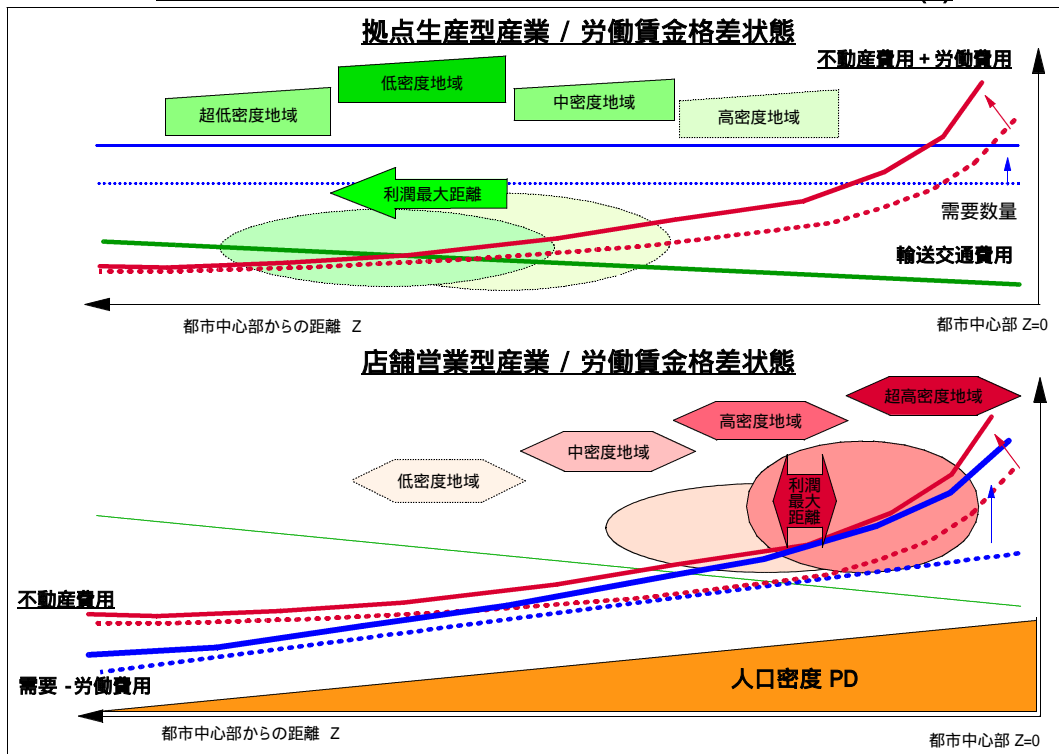 拠点生産型産業 / 労働賃金格差状態
不動産費用 + 労働費用
低密度地域
中密度地域
超低密度地域
高密度地域
利潤最大距離
需要数量
輸送交通費用
都市中心部からの距離 Z
都市中心部 Z=0
店舗営業型産業 / 労働賃金格差状態
超高密度地域
高密度地域
中密度地域
低密度地域
利潤
最大
距離
不動産費用
需要 - 労働費用
人口密度 PD
都市中心部からの距離 Z
都市中心部 Z=0